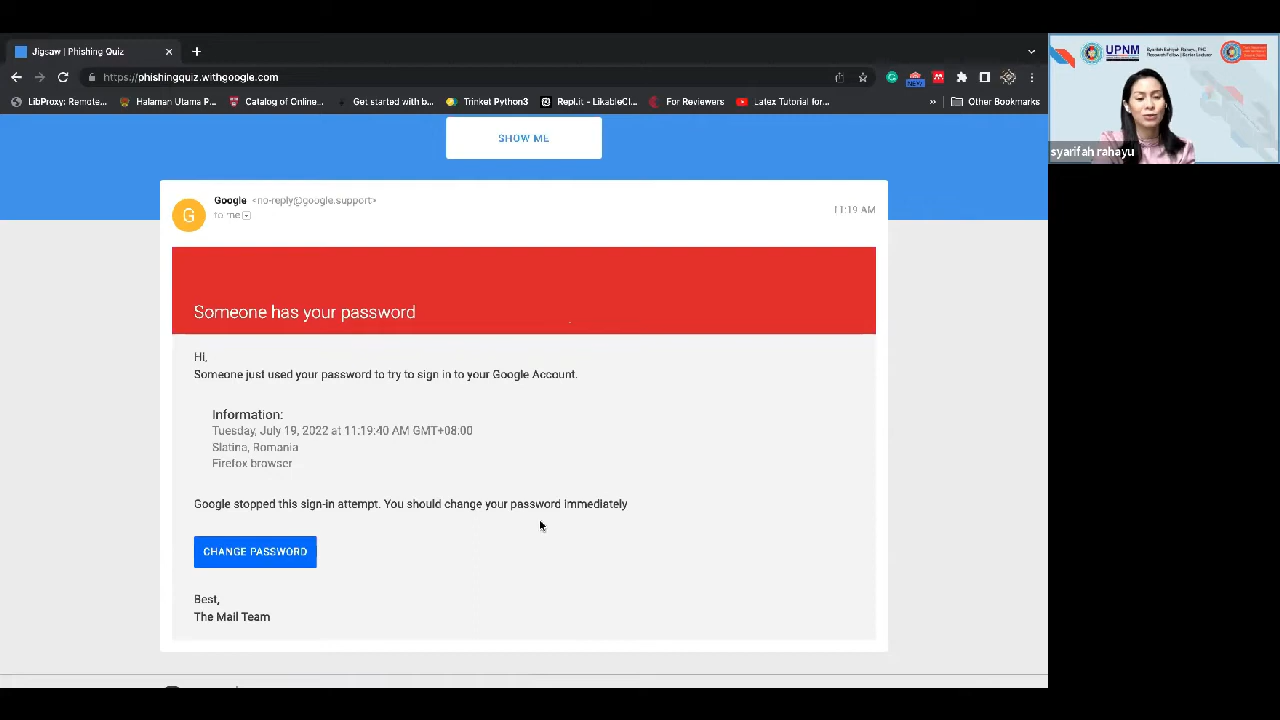 Jigsaw | Phishing Quiz
https://phishingquiz.withgoogle.com
NEW
LibProxy: Remote...
Halaman Utama P...
Catalog of Online...
Get started with b...
Trinket Python3
Repl.it - LikableCl...
For Reviewers
Latex Tutorial for...
»
Other Bookmarks
UPNM
syarifah rahayu
SHOW ME
G
Google <no-reply@google.support>
to me
11:19 AM
Someone has your password
Hi,
Someone just used your password to try to sign in to your Google Account.
Information:
Tuesday, July 19, 2022 at 11:19:40 AM GMT+08:00
Slatina, Romania
Firefox browser
Google stopped this sign-in attempt. You should change your password immediately
CHANGE PASSWORD
Best,
The Mail Team